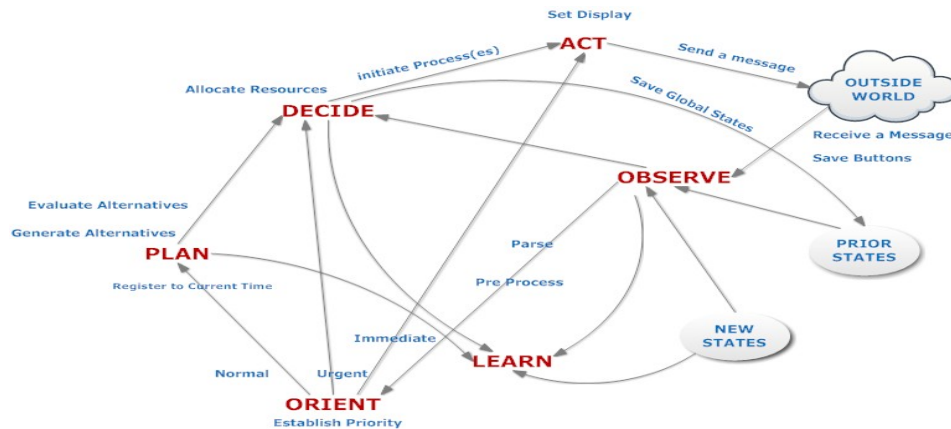 Set Display
ACT
Send a message
initiate Process(es)
OUTSIDE
WORLD
Allocate Resources
DECIDE
Save Global States
Receive a Message
Save Buttons
OBSERVE
Evaluate Alternatives
Generate Alternatives
PLAN
Parse
PRIOR
STATES
Register to Current Time
Pre Process
NEW
STATES
Immediate
LEARN
Normal
Urgent
ORIENT
Establish Priority